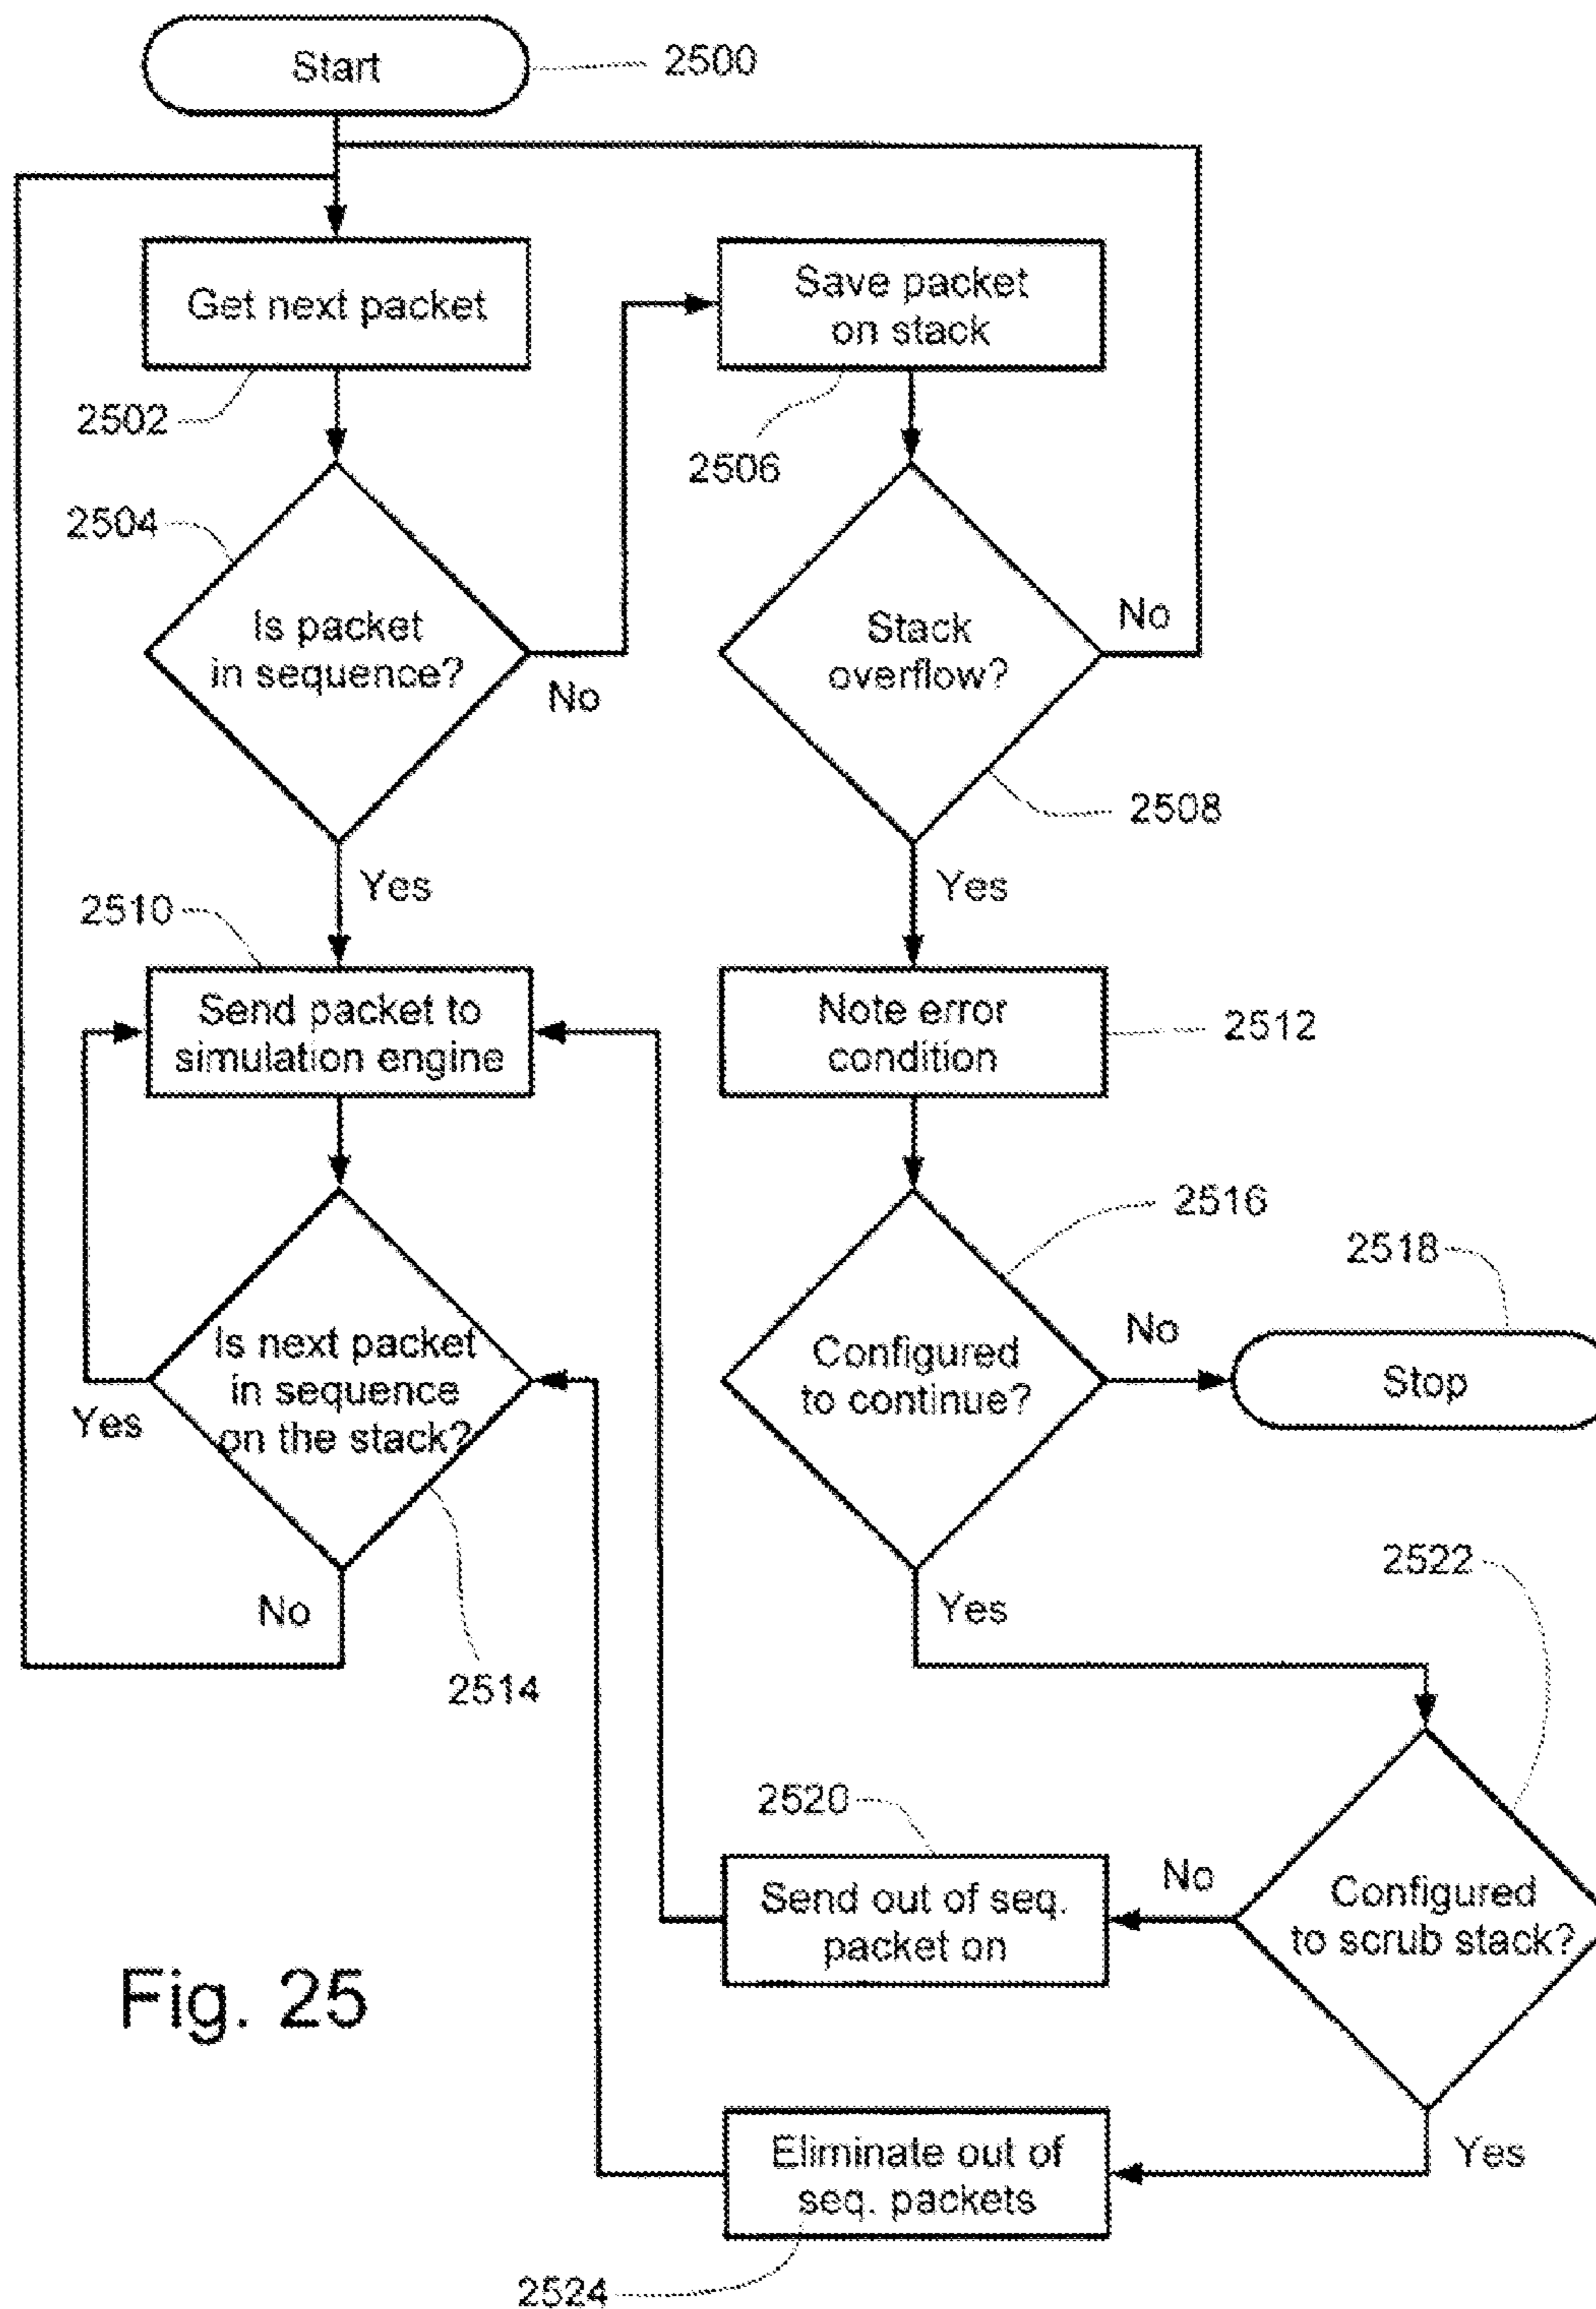 Start
2500
Get next packet
2502
Save packet
on stack
2506
2504
Is packet
in sequence?
No
Yes
Stack
overflow?
No
2508
Yes
2510
Send packet to
simulation engine
Note error
condition
2512
Is next packet
in sequence
on the stack?
Yes
No
2514
2516
Configured
to continue?
No
2518
Stop
Yes
2522
Configured
to scrub stack?
No
2520
Send out of seq.
packet on
Yes
Eliminate out of
seq. packets
2524
Fig. 25